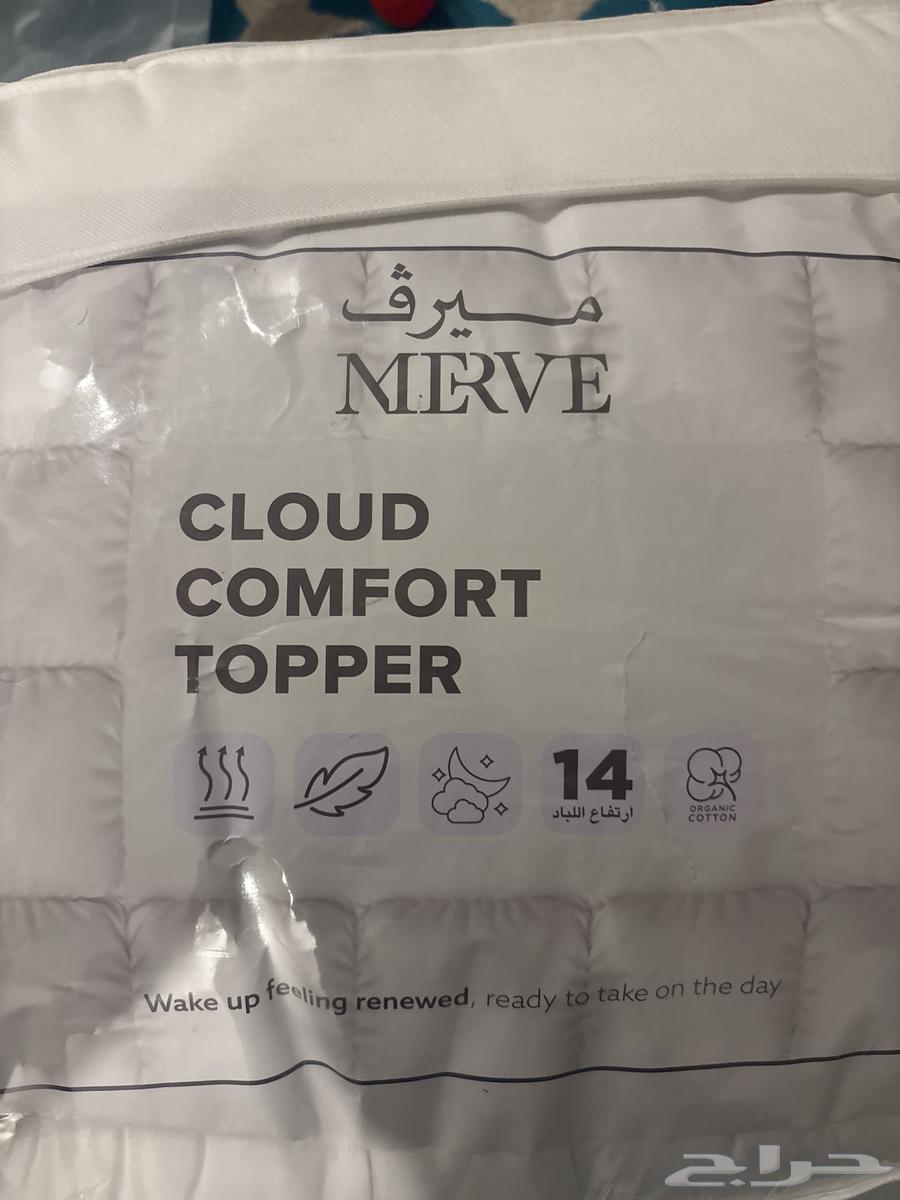 ميرڤ
MERVE
CLOUD
COMFORT
TOPPER
14
ارتفاع اللباد
ORGANIC
COTTON
Wake up feeling renewed, ready to take on the day
حراج